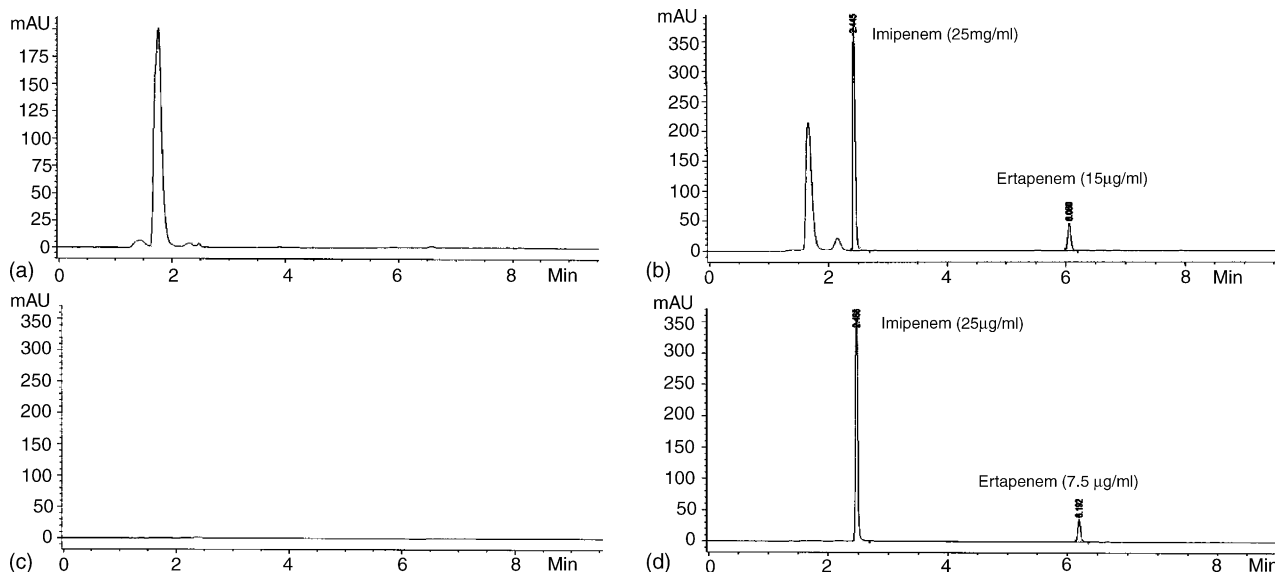 mAU
175
150
125
100
75
50
25
0
(a)
0 2 4 6 8 Min
mAU
350
300
250
200
150
100
50
0
2.445
Imipenem (25mg/ml)
Ertapenem (15μg/ml)
6.080
(b)
0 2 4 6 8 Min
mAU
350
300
250
200
150
100
50
0
(c)
0 2 4 6 8 Min
mAU
350
300
250
200
150
100
50
0
Imipenem (25μg/ml)
Ertapenem (7.5 μg/ml)
6.192
(d)
0 2 4 6 8 Min